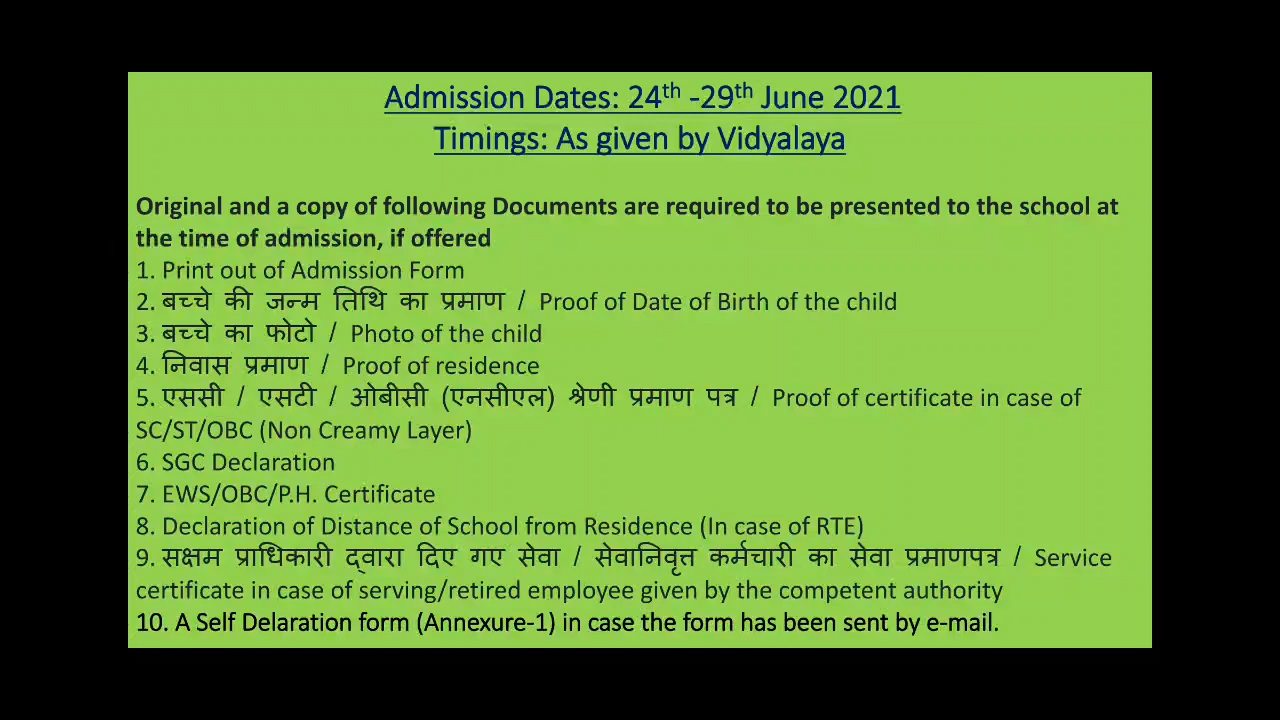 Admission Dates: 24th -29th June 2021
Timings: As given by Vidyalaya
Original and a copy of following Documents are required to be presented to the school at
the time of admission, if offered
1. Print out of Admission Form
2. बच्चे की जन्म तिथि का प्रमाण / Proof of Date of Birth of the child
3. बच्चे का फोटो / Photo of the child
4. निवास प्रमाण / Proof of residence
5. एससी / एसटी / ओबीसी (एनसीएल) श्रेणी प्रमाण पत्र / Proof of certificate in case of
SC/ST/OBC (Non Creamy Layer)
6. SGC Declaration
7. EWS/OBC/P.H. Certificate
8. Declaration of Distance of School from Residence (In case of RTE)
9. सक्षम प्राधिकारी द्वारा दिए गए सेवा / सेवानिवृत्त कर्मचारी का सेवा प्रमाणपत्र / Service
certificate in case of serving/retired employee given by the competent authority
10. A Self Delaration form (Annexure-1) in case the form has been sent by e-mail.